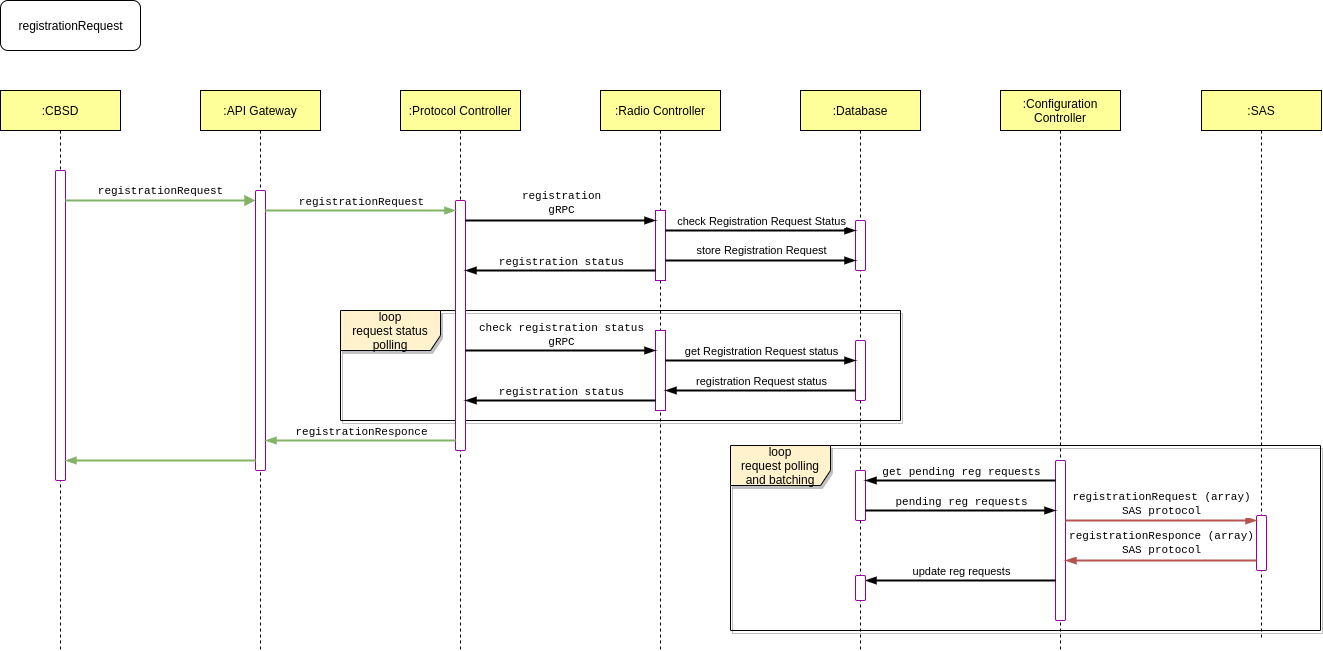 registrationRequest
:CBSD
:API Gateway
:Protocol Controller
:Radio Controller
:Database
:Configuration
Controller
:SAS
registrationRequest
registrationRequest
registration
gRPC
check Registration Request Status
store Registration Request
registration status
loop
request status
polling
check registration status
gRPC
get Registration Request status
registration Request status
registration status
registrationResponce
loop
request polling
and batching
get pending reg requests
pending reg requests
registrationRequest (array)
SAS protocol
registrationResponce (array)
SAS protocol
update reg requests